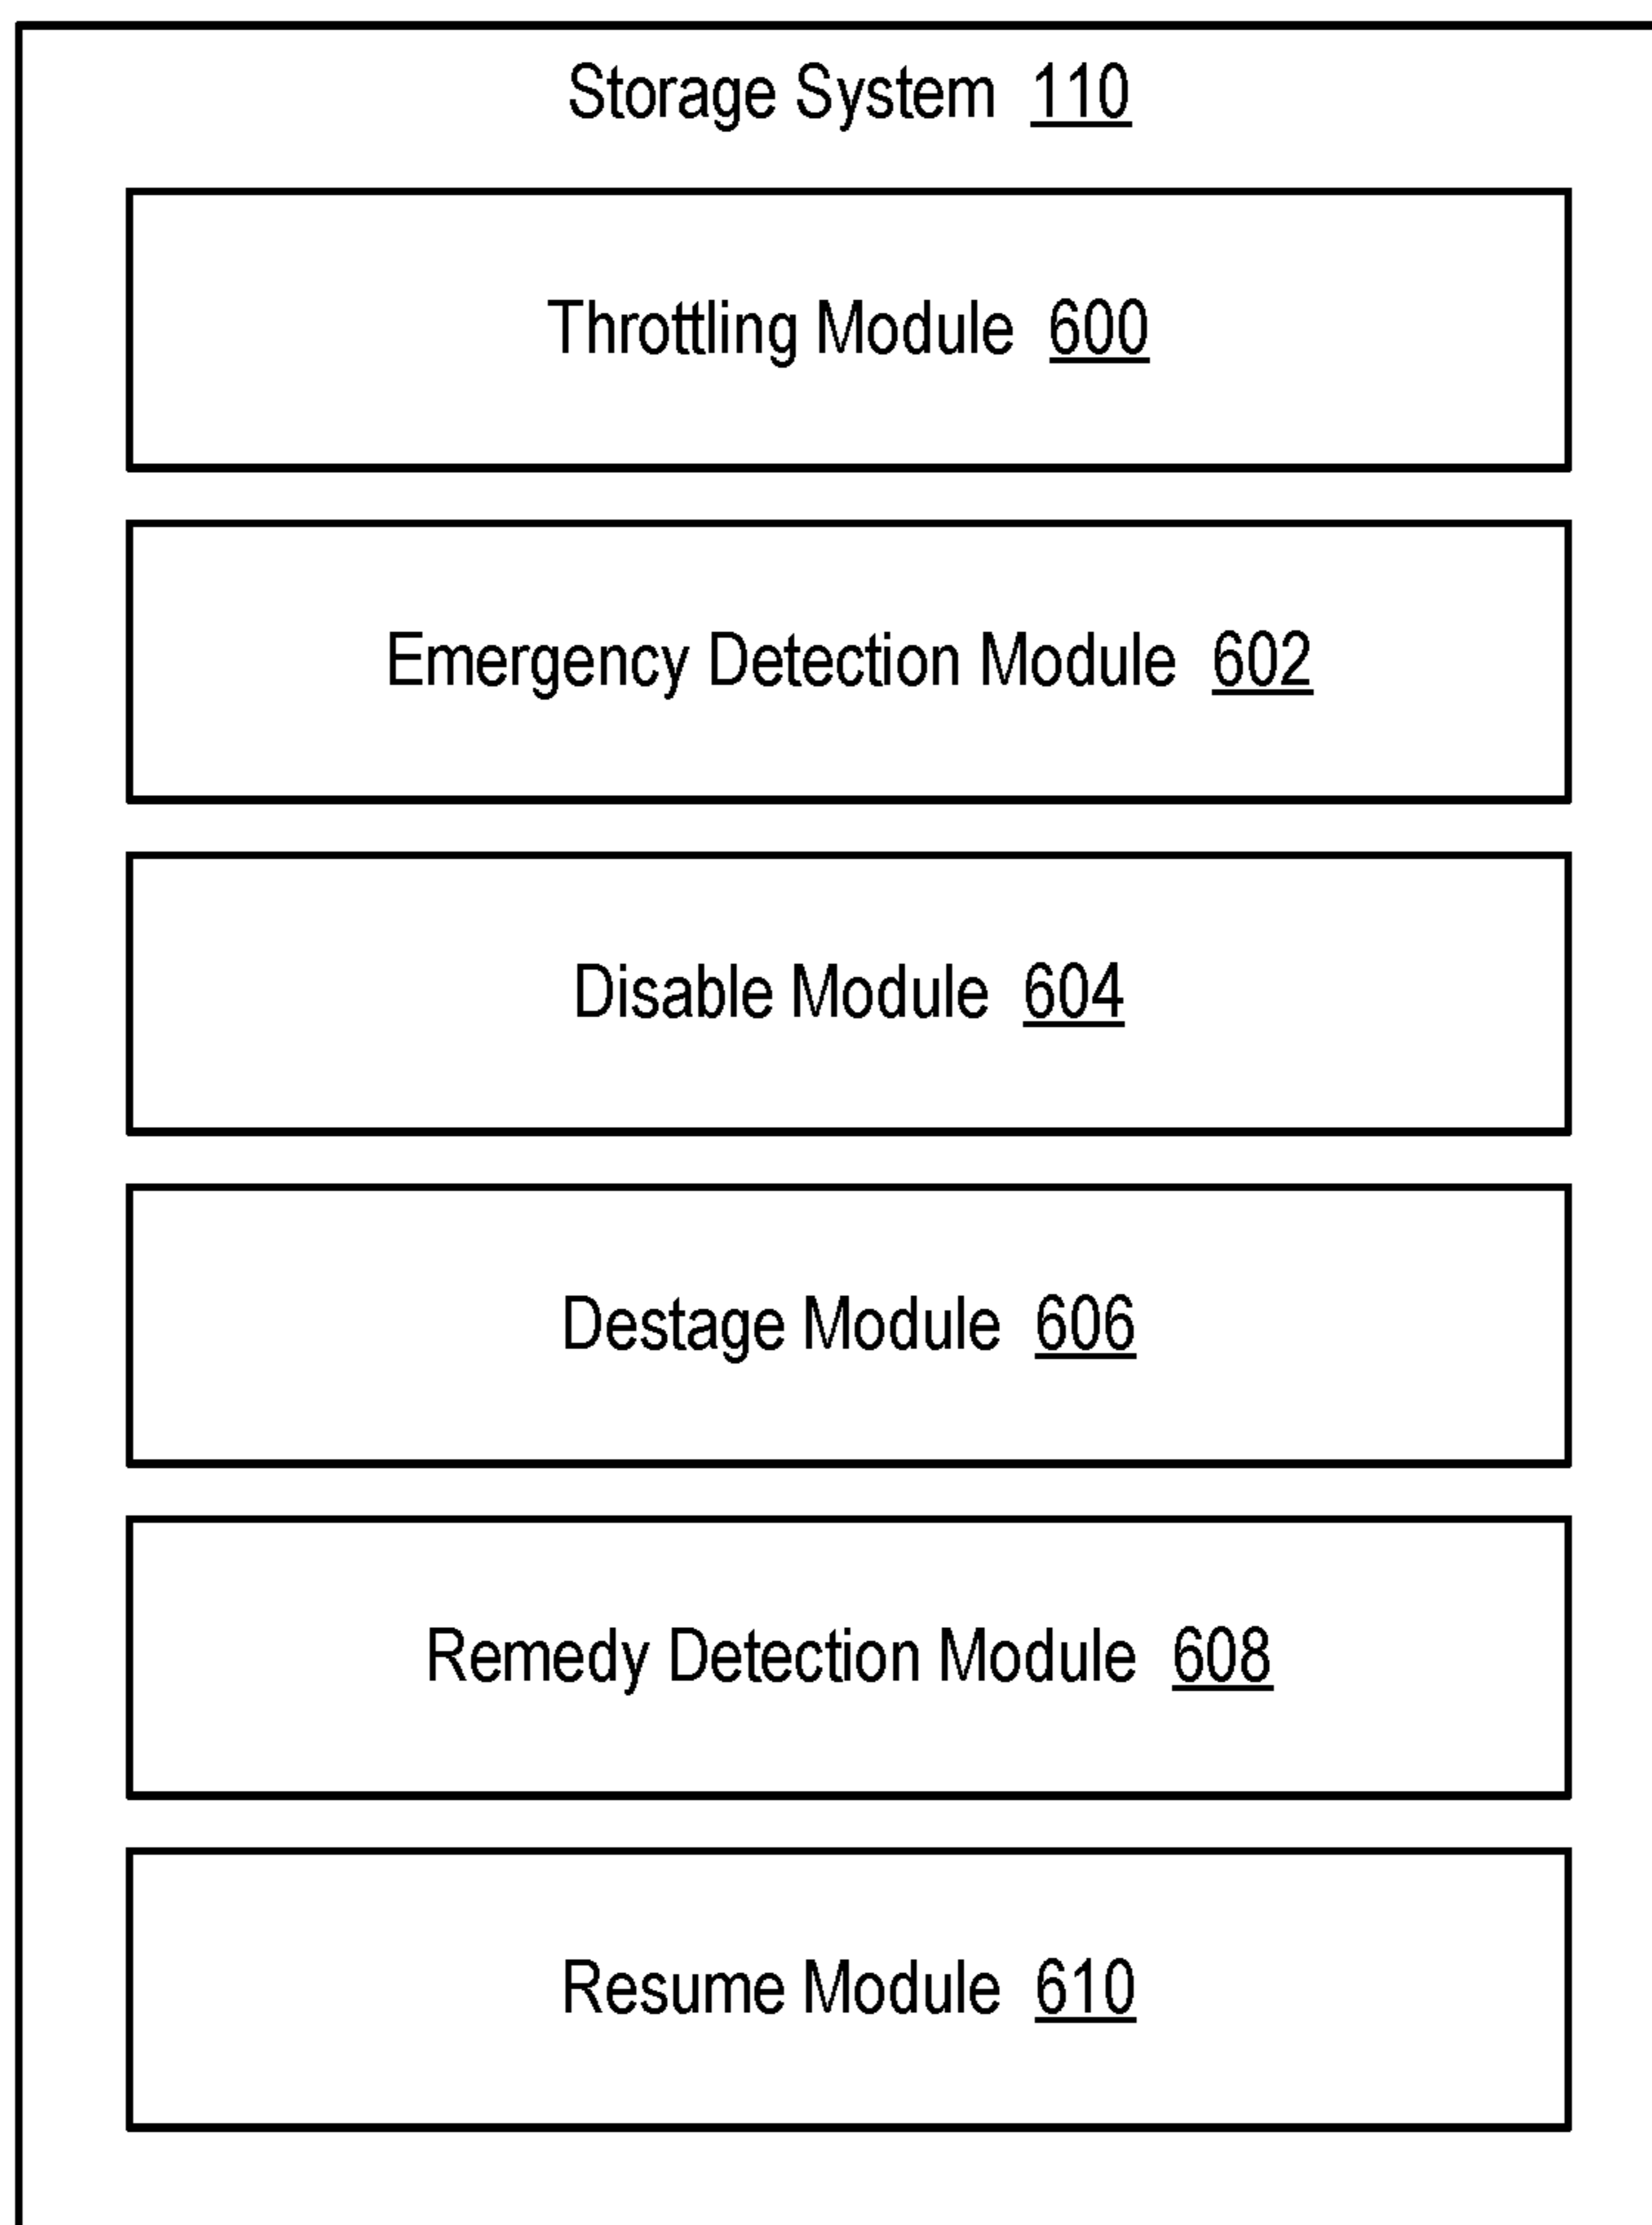 Storage System 110
Throttling Module 600
Emergency Detection Module 602
Disable Module 604
Destage Module 606
Remedy Detection Module 608
Resume Module 610